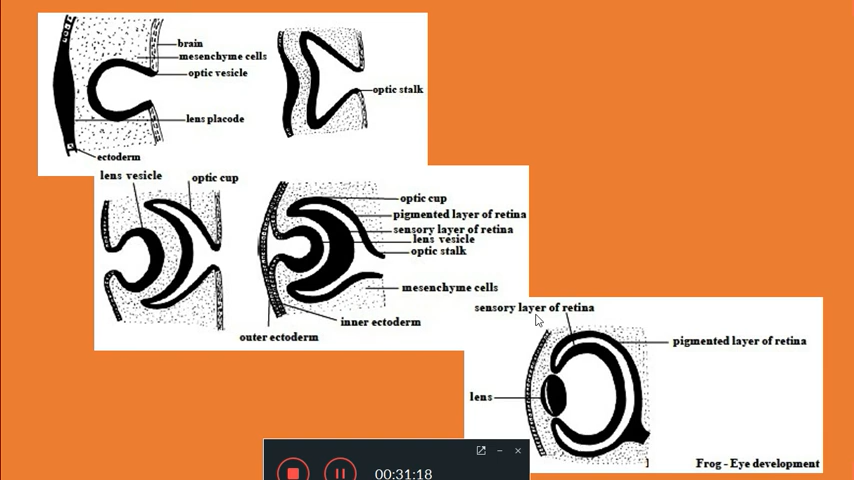 brain
mesenchyme cells
optic vesicle
optic stalk
lens placode
ectoderm
lens vesicle
optic cup
optic cup
pigmented layer of retina
sensory layer of retina
lens vesicle
optic stalk
mesenchyme cells
inner ectoderm
outer ectoderm
sensory layer of retina
pigmented layer of retina
lens
Frog - Eye development
00:31:18